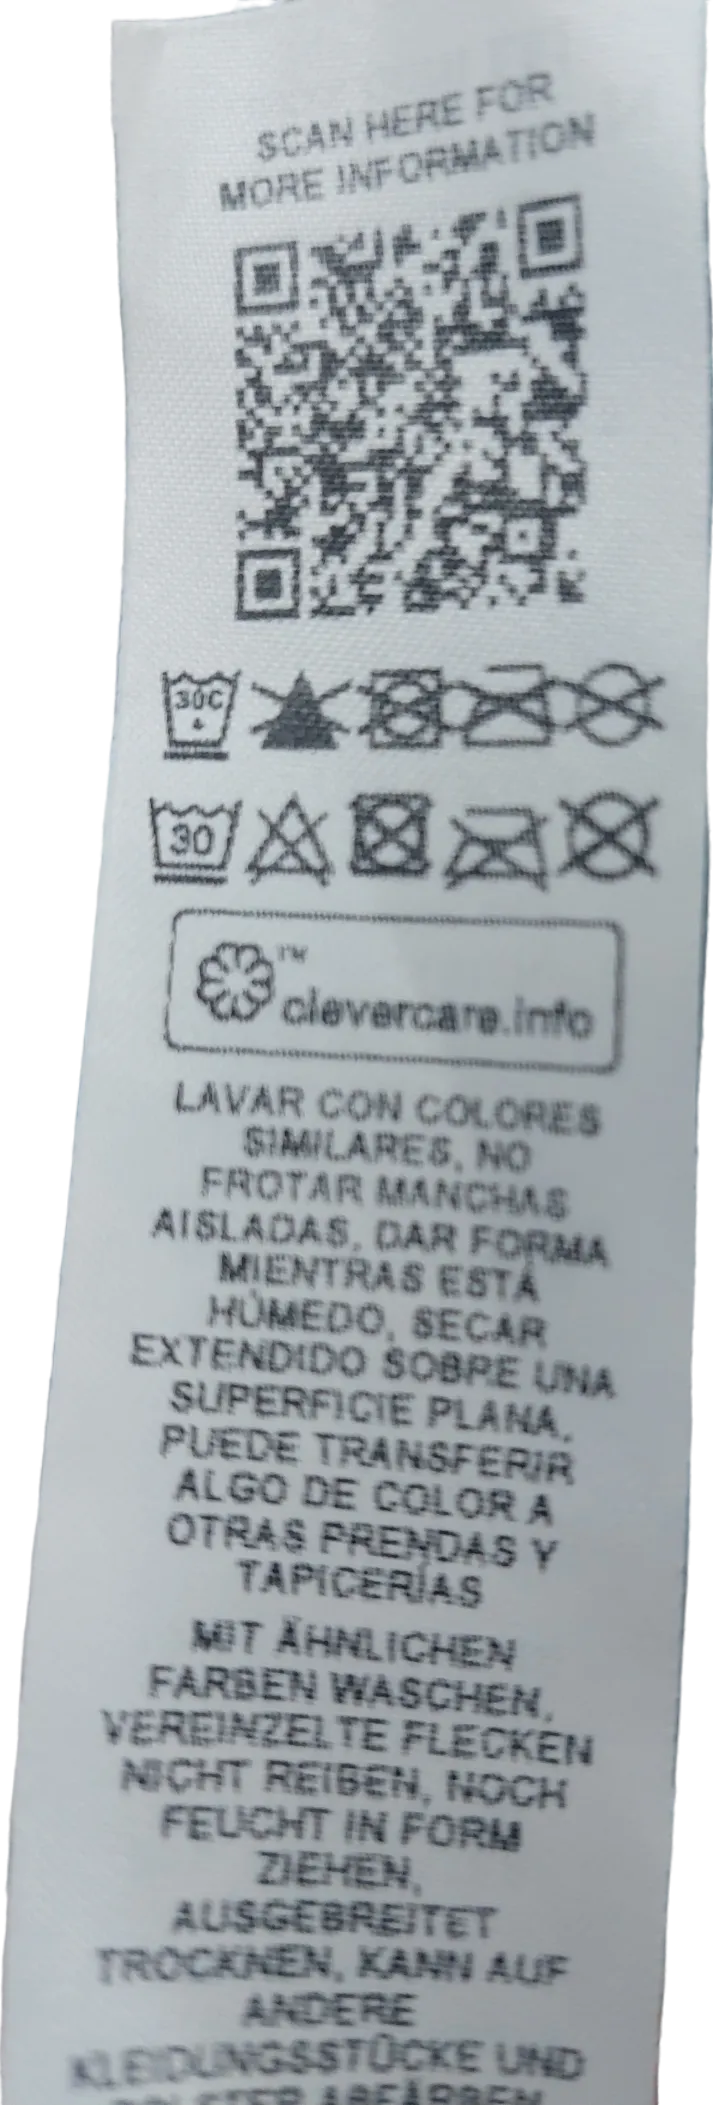 SCAN HERE FOR
MORE INFORMATION
30C
30
™
clevercare.info
LAVAR CON COLORES
SIMILARES, NO
FROTAR MANCHAS
AISLADAS, DAR FORMA
MIENTRAS ESTÁ
HÚMEDO, SECAR
EXTENDIDO SOBRE UNA
SUPERFICIE PLANA,
PUEDE TRANSFERIR
ALGO DE COLOR A
OTRAS PRENDAS Y
TAPICERÍAS
MIT ÄHNLICHEN
FARBEN WASCHEN,
VEREINZELTE FLECKEN
NICHT REIBEN, NOCH
FEUCHT IN FORM
ZIEHEN,
AUSGEBREITET
TROCKNEN, KANN AUF
ANDERE
KLEIDUNGSSTÜCKE UND
ABFÄRBEN